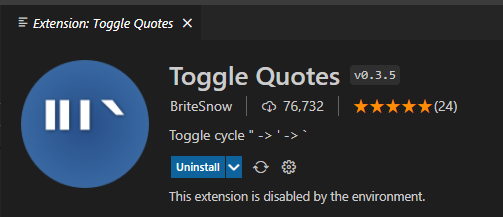 Extension: Toggle Quotes
Toggle Quotes v0.3.5
BriteSnow 76,732 (24)
Toggle cycle " -> ' -> `
Uninstall
This extension is disabled by the environment.